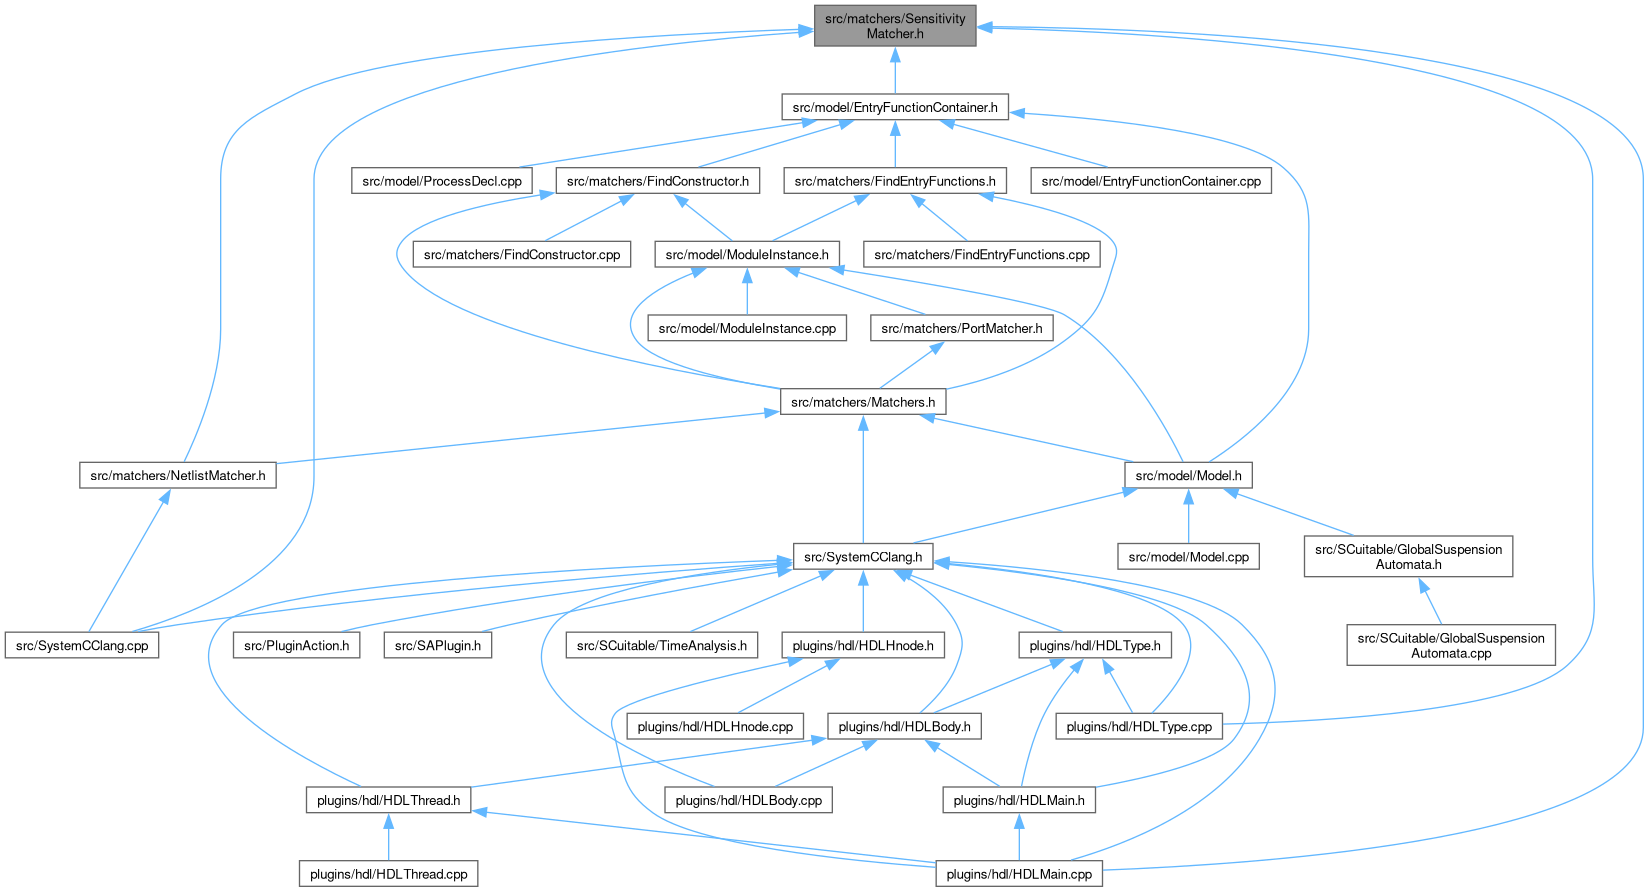 src/matchers/Sensitivity
Matcher.h
src/model/EntryFunctionContainer.h
src/model/ProcessDecl.cpp
src/matchers/FindConstructor.h
src/matchers/FindEntryFunctions.h
src/model/EntryFunctionContainer.cpp
src/matchers/FindConstructor.cpp
src/model/ModuleInstance.h
src/matchers/FindEntryFunctions.cpp
src/model/ModuleInstance.cpp
src/matchers/PortMatcher.h
src/matchers/Matchers.h
src/matchers/NetlistMatcher.h
src/model/Model.h
src/SystemCClang.h
src/model/Model.cpp
src/SCuitable/GlobalSuspension
Automata.h
src/SystemCClang.cpp
src/PluginAction.h
src/SAPlugin.h
src/SCuitable/TimeAnalysis.h
plugins/hdl/HDLHnode.h
plugins/hdl/HDLType.h
src/SCuitable/GlobalSuspension
Automata.cpp
plugins/hdl/HDLHnode.cpp
plugins/hdl/HDLBody.h
plugins/hdl/HDLType.cpp
plugins/hdl/HDLThread.h
plugins/hdl/HDLBody.cpp
plugins/hdl/HDLMain.h
plugins/hdl/HDLThread.cpp
plugins/hdl/HDLMain.cpp